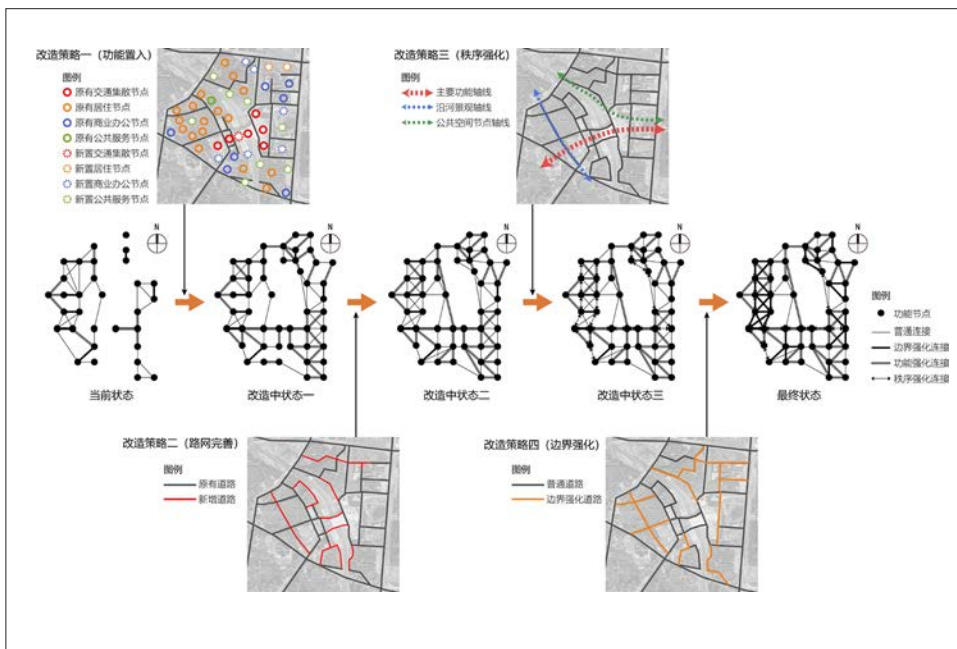 改造策略一（功能置入）
图例
原有交通集散节点
原有居住节点
原有商业办公节点
原有公共服务节点
新置交通集散节点
新置居住节点
新置商业办公节点
新置公共服务节点
改造策略三（秩序强化）
图例
主要功能轴线
沿河景观轴线
公共空间节点轴线
N
N
N
N
N
当前状态
改造中状态一
改造中状态二
改造中状态三
最终状态
图例
功能节点
普通连接
边界强化连接
功能强化连接
秩序强化连接
改造策略二（路网完善）
图例
原有道路
新增道路
改造策略四（边界强化）
图例
普通道路
边界强化道路